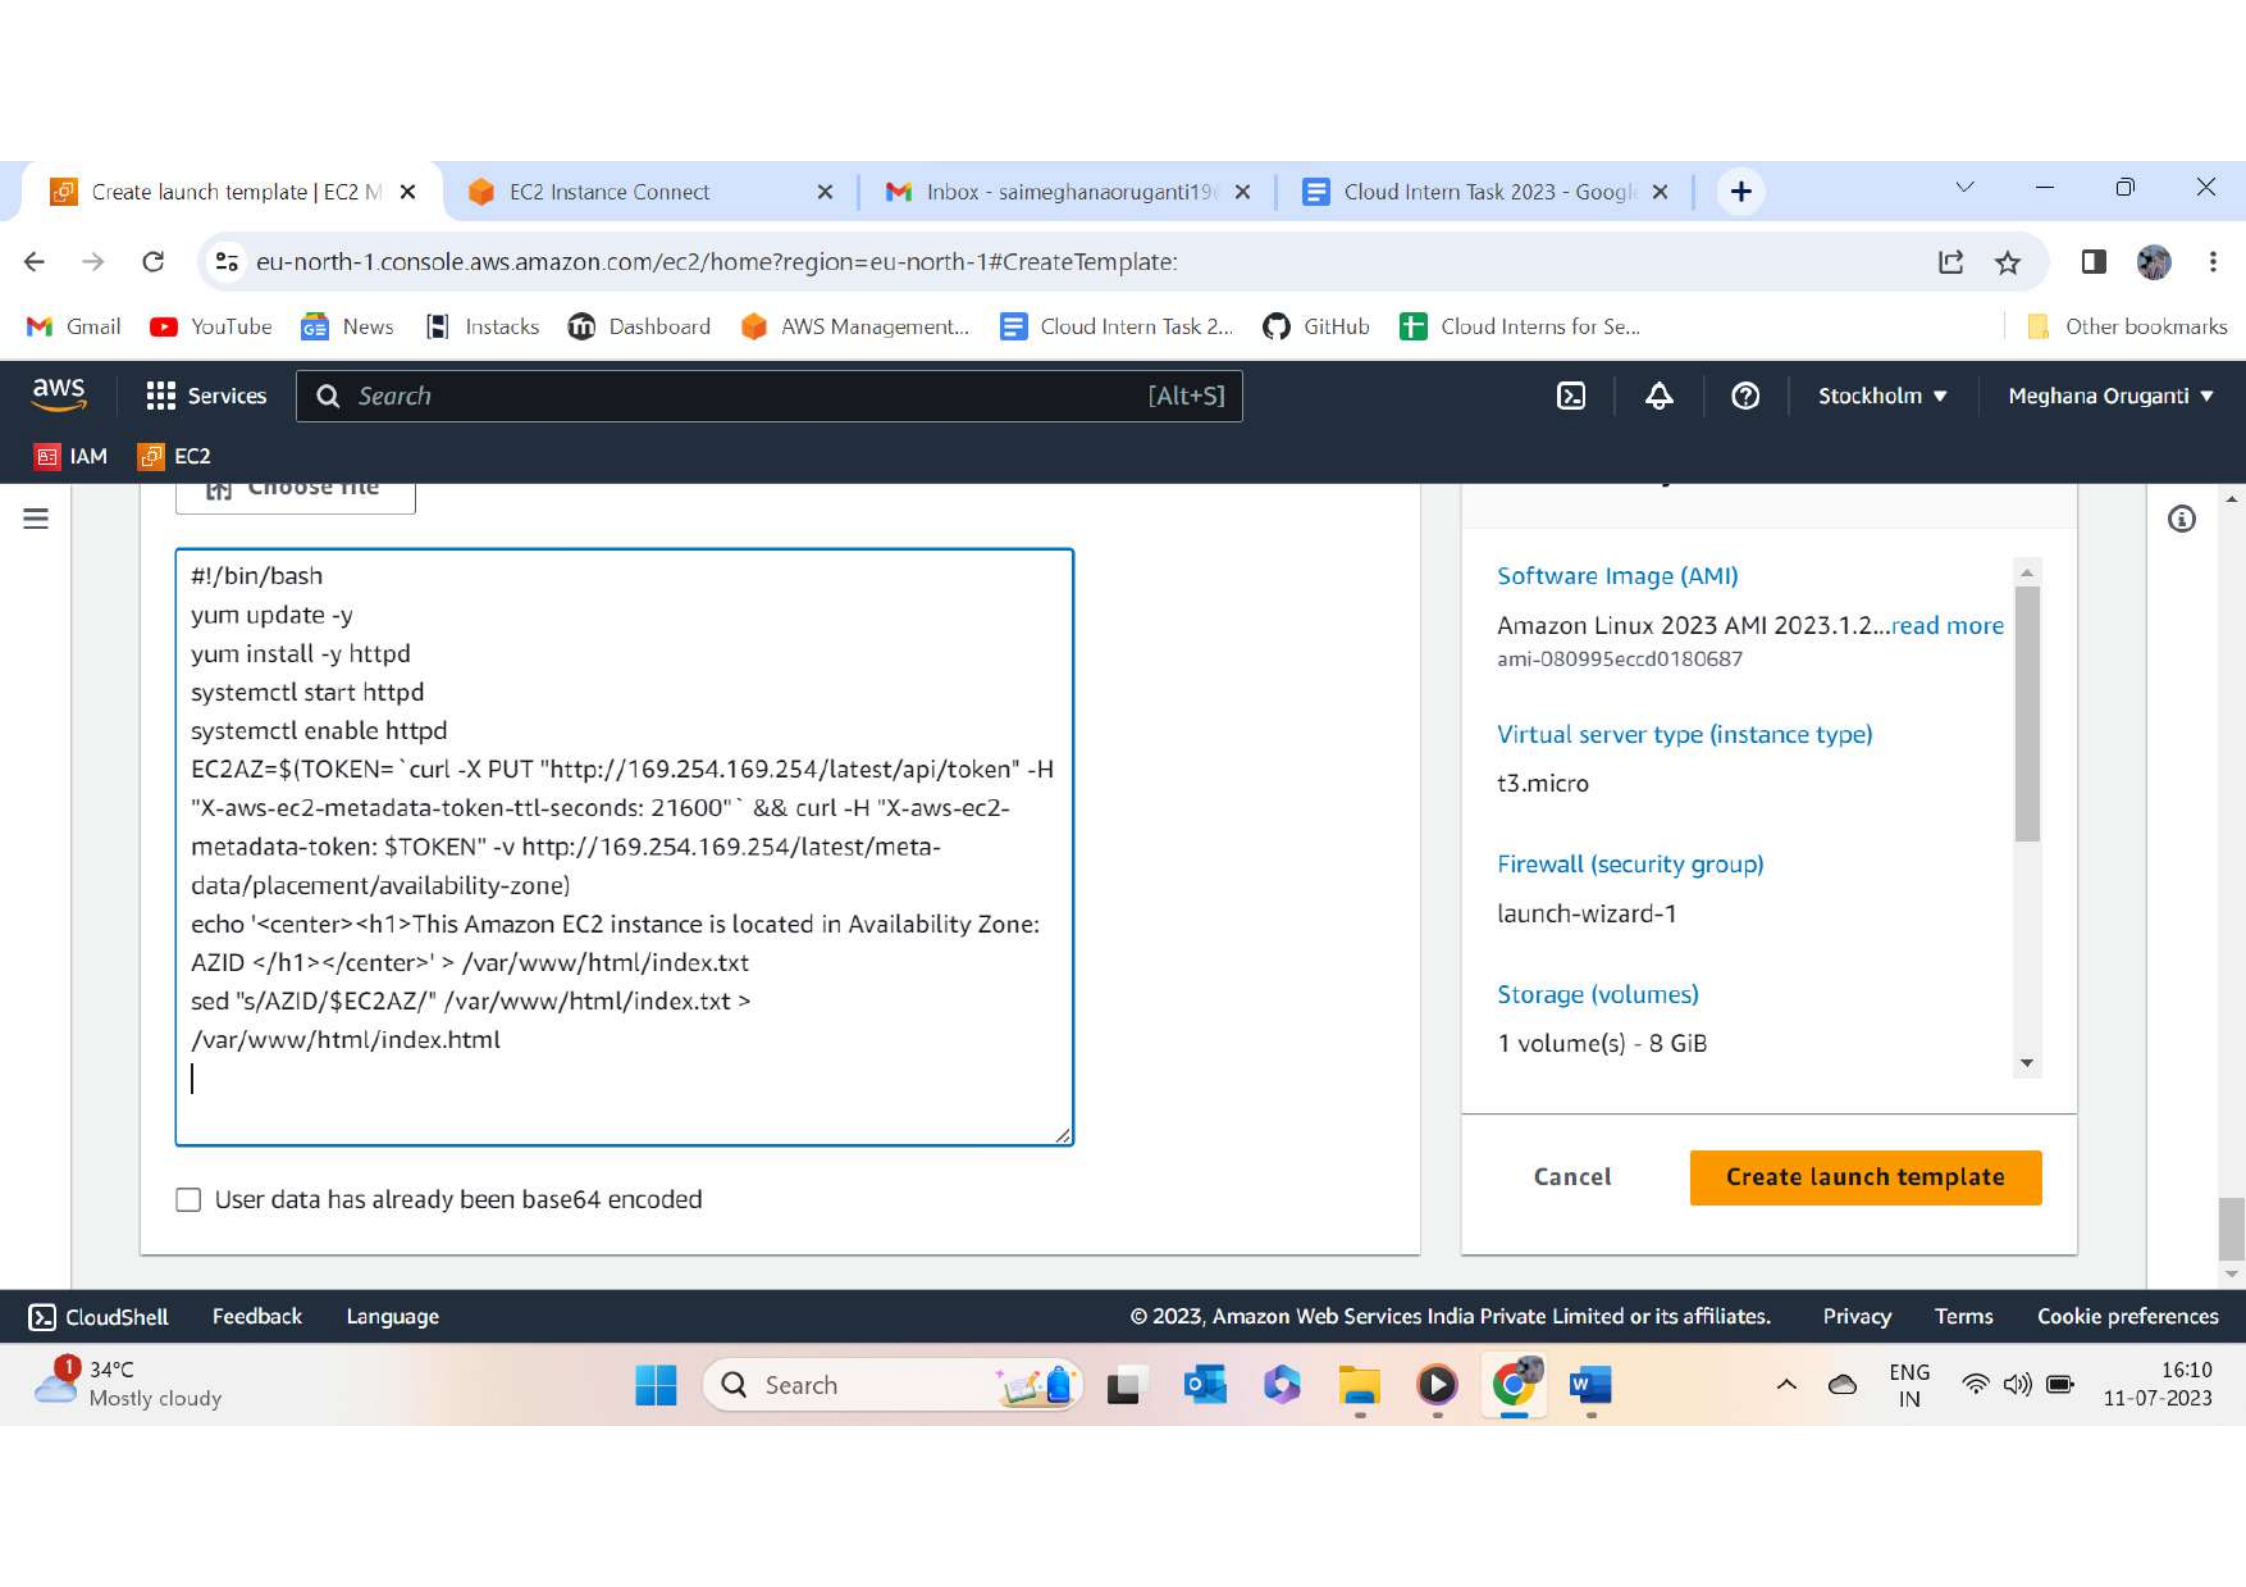 Create launch template | EC2 M
EC2 Instance Connect
Inbox - saimeghanaoruganti19
Cloud Intern Task 2023 - Googl
eu-north-1.console.aws.amazon.com/ec2/home?region=eu-north-1#CreateTemplate:
Gmail
YouTube
GE News
Instacks
Dashboard
AWS Management...
Cloud Intern Task 2...
GitHub
Cloud Interns for Se...
Other bookmarks
aws
Services
Search
[Alt+S]
Stockholm
Meghana Oruganti
IAM
EC2
Choose file
#!/bin/bash
yum update -y
yum install -y httpd
systemctl start httpd
systemctl enable httpd
EC2AZ=$(TOKEN=`curl -X PUT "http://169.254.169.254/latest/api/token" -H
"X-aws-ec2-metadata-token-ttl-seconds: 21600"` && curl -H "X-aws-ec2-
metadata-token: $TOKEN" -v http://169.254.169.254/latest/meta-
data/placement/availability-zone)
echo '<center><h1>This Amazon EC2 instance is located in Availability Zone:
AZID </h1></center>' > /var/www/html/index.txt
sed "s/AZID/$EC2AZ/" /var/www/html/index.txt >
/var/www/html/index.html
User data has already been base64 encoded
Software Image (AMI)
Amazon Linux 2023 AMI 2023.1.2...read more
ami-080995eccd0180687
Virtual server type (instance type)
t3.micro
Firewall (security group)
launch-wizard-1
Storage (volumes)
1 volume(s) - 8 GiB
Cancel
Create launch template
CloudShell
Feedback
Language
© 2023, Amazon Web Services India Private Limited or its affiliates.
Privacy
Terms
Cookie preferences
1
34°C
Mostly cloudy
Search
ENG
IN
16:10
11-07-2023